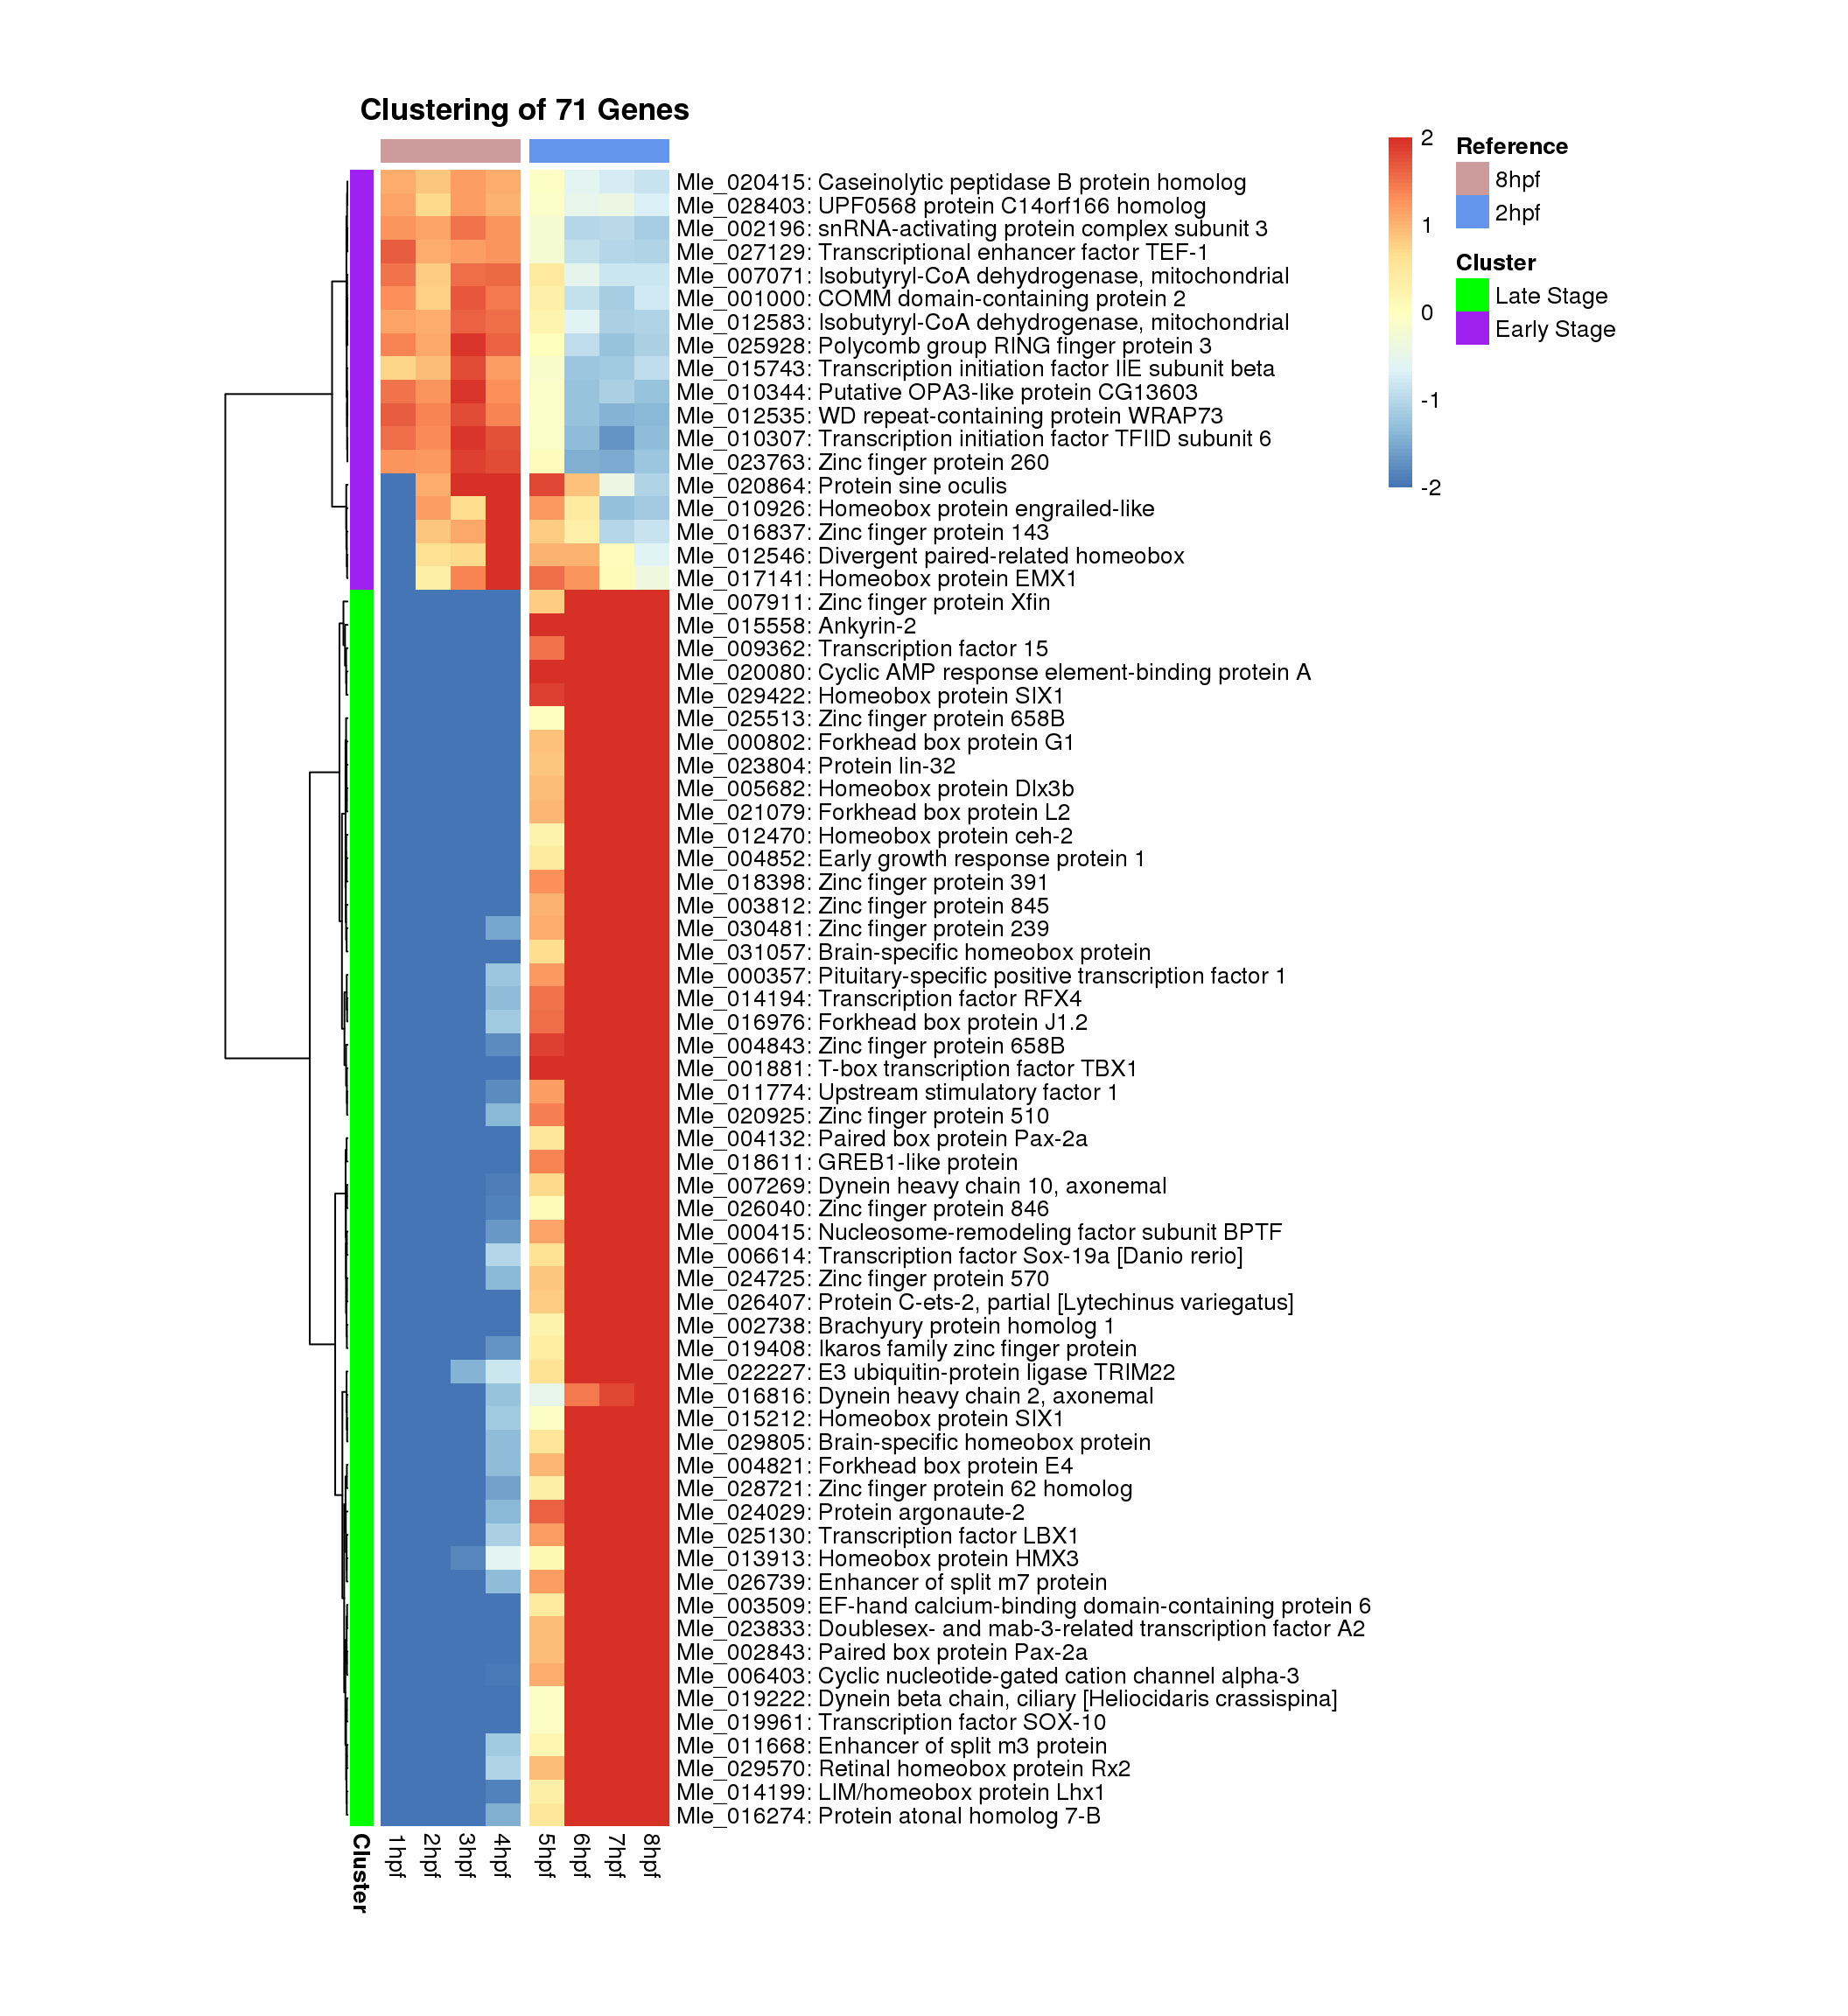 Clustering of 71 Genes
Mle_020415: Caseinolytic peptidase B protein homolog
Mle_028403: UPF0568 protein C14orf166 homolog
Mle_002196: snRNA-activating protein complex subunit 3
Mle_027129: Transcriptional enhancer factor TEF-1
Mle_007071: Isobutyryl-CoA dehydrogenase, mitochondrial
Mle_001000: COMM domain-containing protein 2
Mle_012583: Isobutyryl-CoA dehydrogenase, mitochondrial
Mle_025928: Polycomb group RING finger protein 3
Mle_015743: Transcription initiation factor IIE subunit beta
Mle_010344: Putative OPA3-like protein CG13603
Mle_012535: WD repeat-containing protein WRAP73
Mle_010307: Transcription initiation factor TFIID subunit 6
Mle_023763: Zinc finger protein 260
Mle_020864: Protein sine oculis
Mle_010926: Homeobox protein engrailed-like
Mle_016837: Zinc finger protein 143
Mle_012546: Divergent paired-related homeobox
Mle_017141: Homeobox protein EMX1
Mle_007911: Zinc finger protein Xfin
Mle_015558: Ankyrin-2
Mle_009362: Transcription factor 15
Mle_020080: Cyclic AMP response element-binding protein A
Mle_029422: Homeobox protein SIX1
Mle_025513: Zinc finger protein 658B
Mle_000802: Forkhead box protein G1
Mle_023804: Protein lin-32
Mle_005682: Homeobox protein Dlx3b
Mle_021079: Forkhead box protein L2
Mle_012470: Homeobox protein ceh-2
Mle_004852: Early growth response protein 1
Mle_018398: Zinc finger protein 391
Mle_003812: Zinc finger protein 845
Mle_030481: Zinc finger protein 239
Mle_031057: Brain-specific homeobox protein
Mle_000357: Pituitary-specific positive transcription factor 1
Mle_014194: Transcription factor RFX4
Mle_016976: Forkhead box protein J1.2
Mle_004843: Zinc finger protein 658B
Mle_001881: T-box transcription factor TBX1
Mle_011774: Upstream stimulatory factor 1
Mle_020925: Zinc finger protein 510
Mle_004132: Paired box protein Pax-2a
Mle_018611: GREB1-like protein
Mle_007269: Dynein heavy chain 10, axonemal
Mle_026040: Zinc finger protein 846
Mle_000415: Nucleosome-remodeling factor subunit BPTF
Mle_006614: Transcription factor Sox-19a [Danio rerio]
Mle_024725: Zinc finger protein 570
Mle_026407: Protein C-ets-2, partial [Lytechinus variegatus]
Mle_002738: Brachyury protein homolog 1
Mle_019408: Ikaros family zinc finger protein
Mle_022227: E3 ubiquitin-protein ligase TRIM22
Mle_016816: Dynein heavy chain 2, axonemal
Mle_015212: Homeobox protein SIX1
Mle_029805: Brain-specific homeobox protein
Mle_004821: Forkhead box protein E4
Mle_028721: Zinc finger protein 62 homolog
Mle_024029: Protein argonaute-2
Mle_025130: Transcription factor LBX1
Mle_013913: Homeobox protein HMX3
Mle_026739: Enhancer of split m7 protein
Mle_003509: EF-hand calcium-binding domain-containing protein 6
Mle_023833: Doublesex- and mab-3-related transcription factor A2
Mle_002843: Paired box protein Pax-2a
Mle_006403: Cyclic nucleotide-gated cation channel alpha-3
Mle_019222: Dynein beta chain, ciliary [Heliocidaris crassispina]
Mle_019961: Transcription factor SOX-10
Mle_011668: Enhancer of split m3 protein
Mle_029570: Retinal homeobox protein Rx2
Mle_014199: LIM/homeobox protein Lhx1
Mle_016274: Protein atonal homolog 7-B
Cluster
1hpf
2hpf
3hpf
4hpf
5hpf
6hpf
7hpf
8hpf
2
1
0
-1
-2
Reference
8hpf
2hpf
Cluster
Late Stage
Early Stage